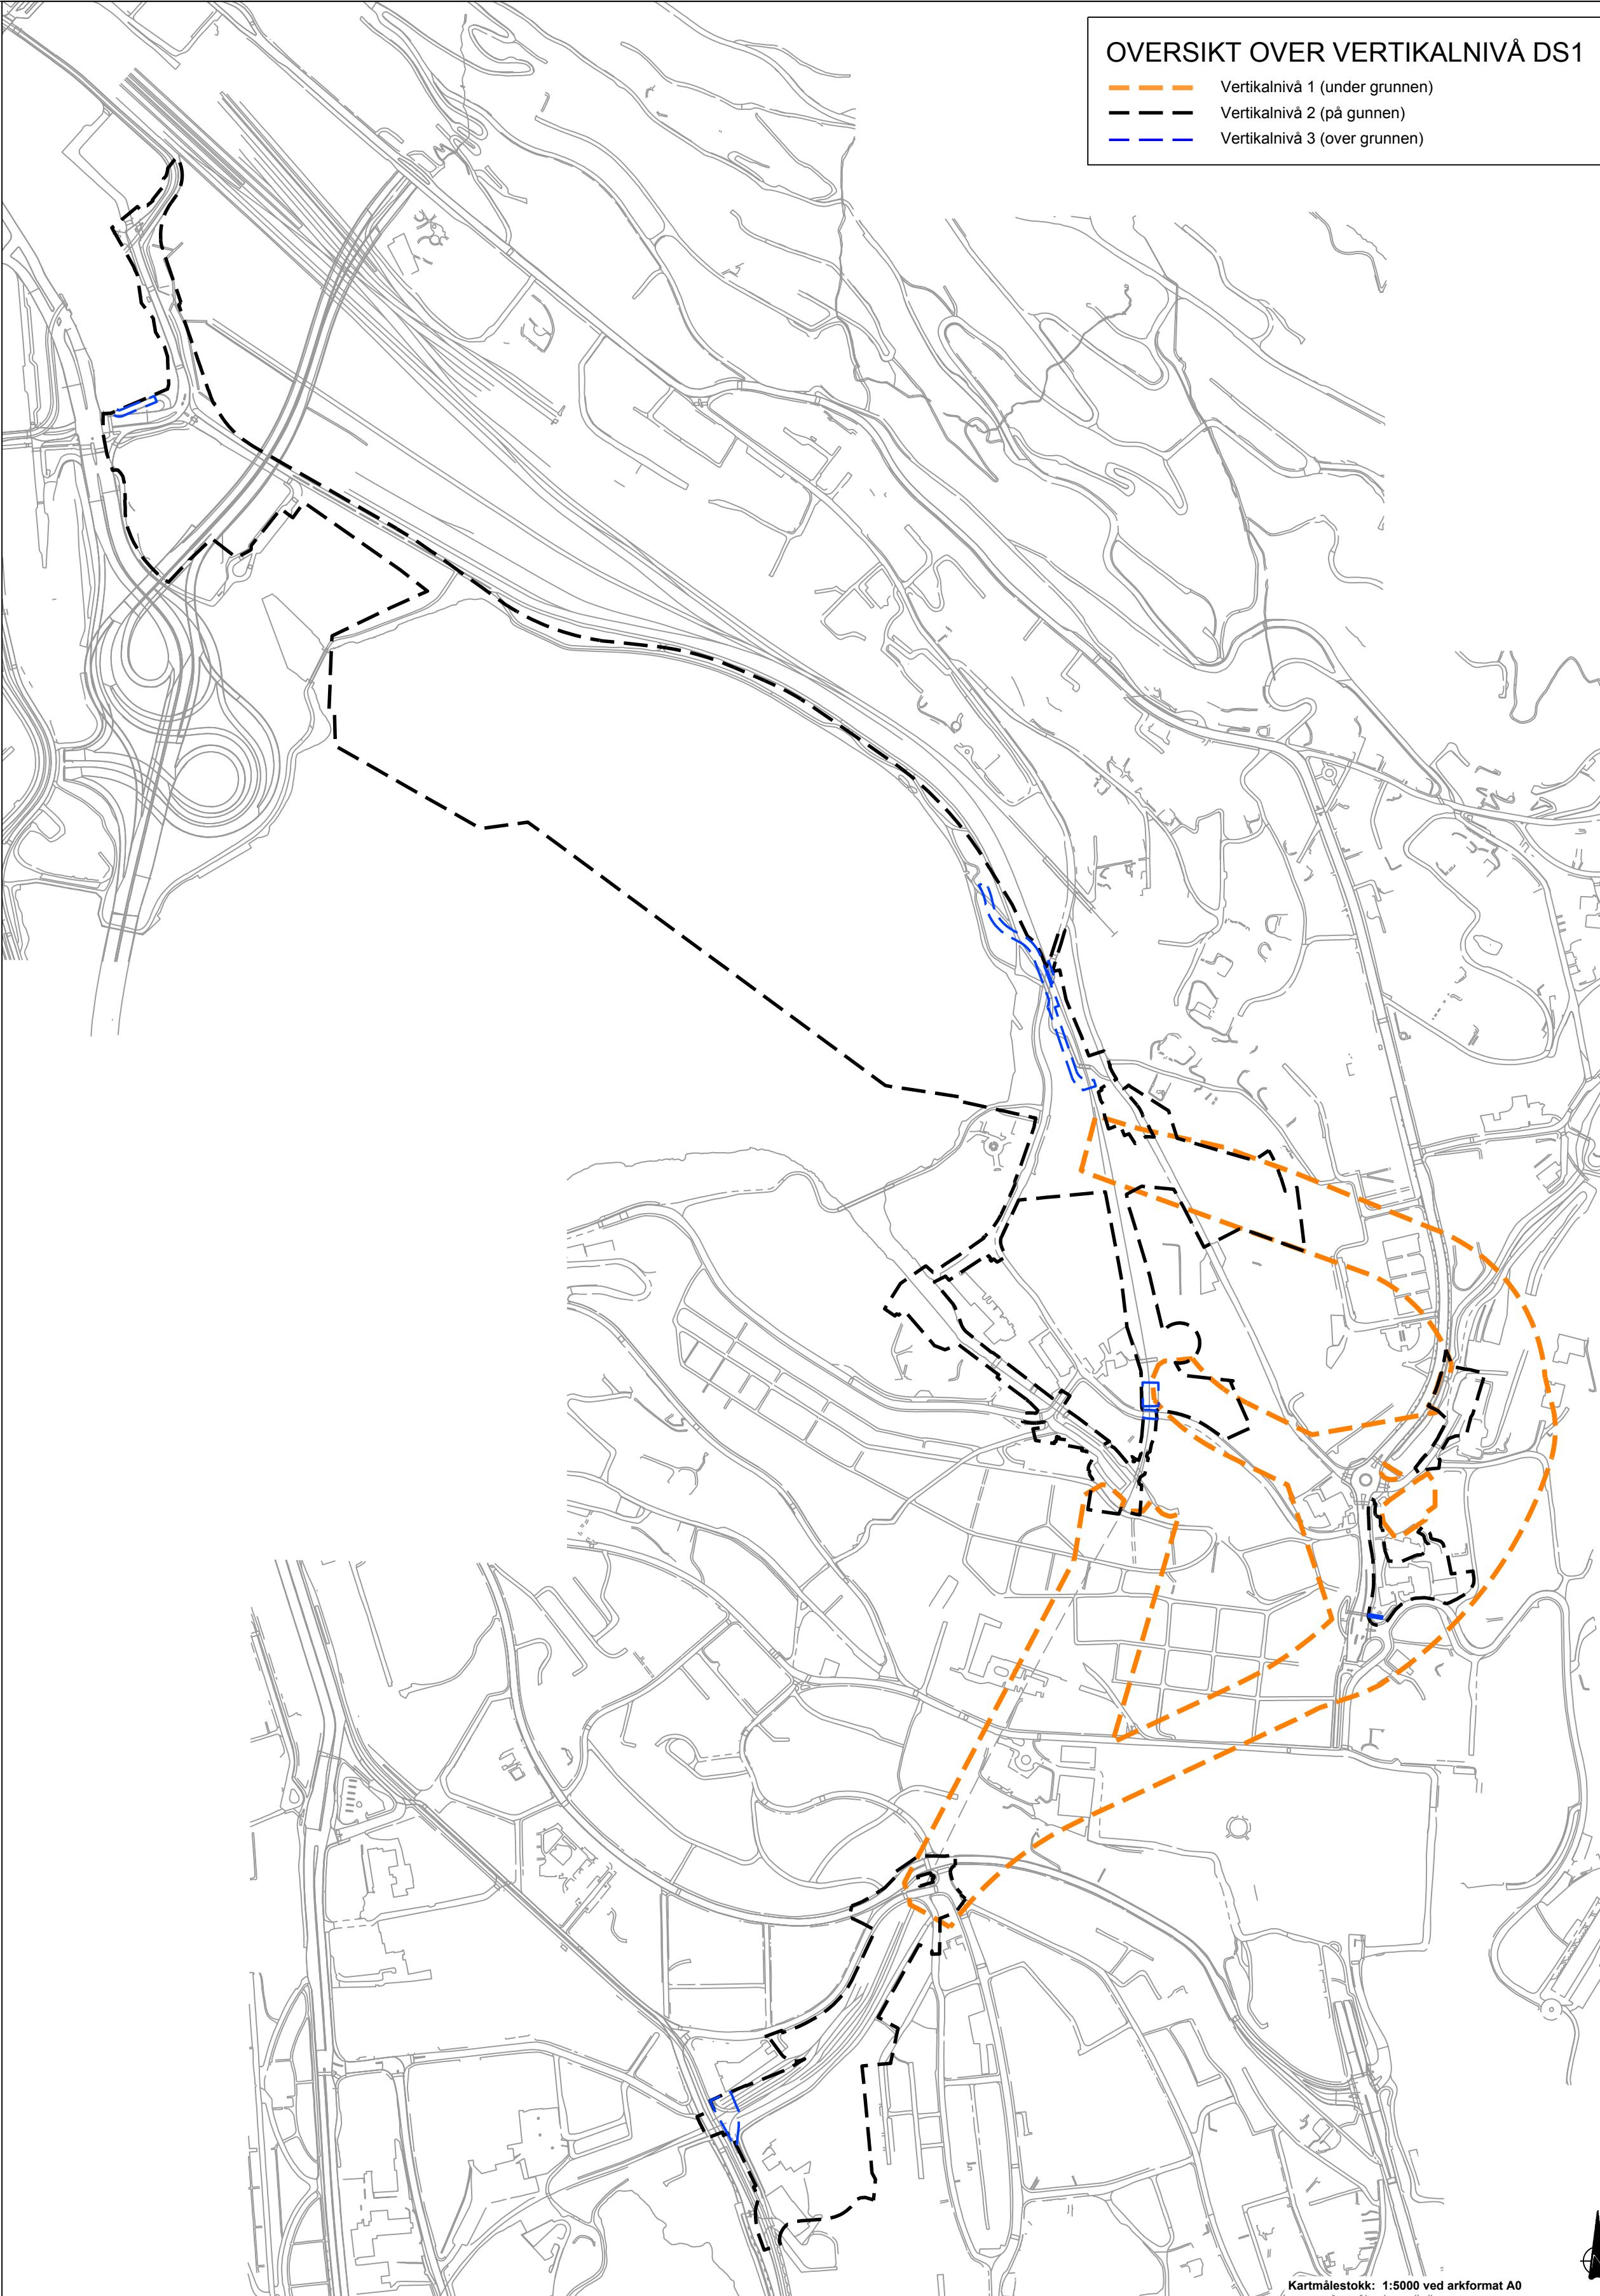 OVERSIKT OVER VERTIKALNIVÅ DS1
Vertikalnivå 1 (under grunnen)
Vertikalnivå 2 (på gunnen)
Vertikalnivå 3 (over grunnen)
Kartmålestokk: 1:5000 ved arkformat A0